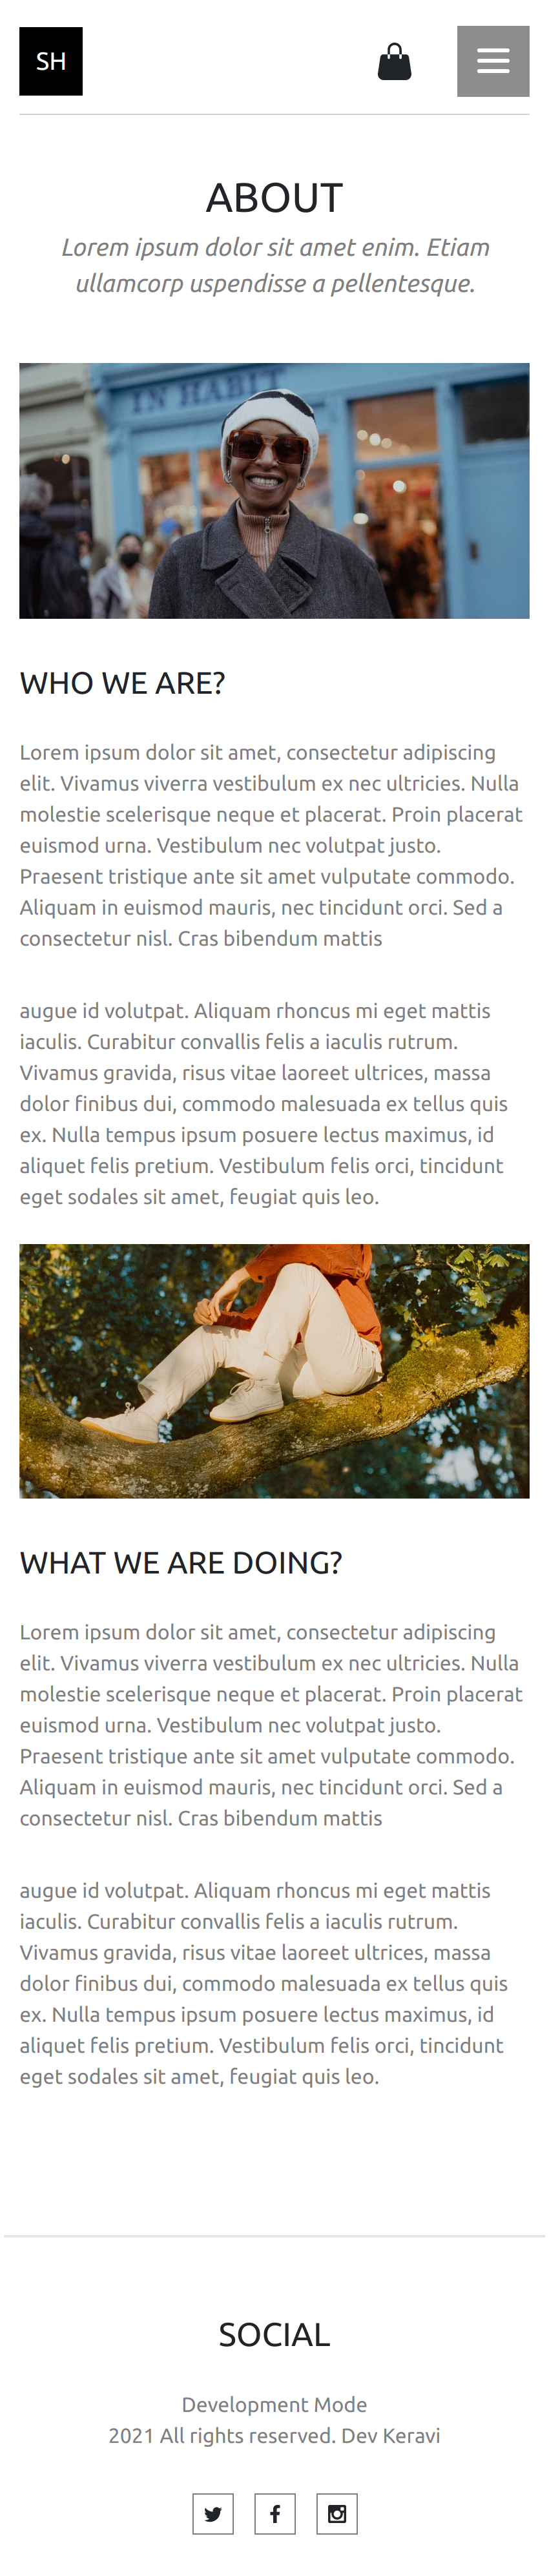 SH
ABOUT
Lorem ipsum dolor sit amet enim. Etiam
ullamcorp uspendisse a pellentesque.
IN HABIT
WHO WE ARE?
Lorem ipsum dolor sit amet, consectetur adipiscing
elit. Vivamus viverra vestibulum ex nec ultricies. Nulla
molestie scelerisque neque et placerat. Proin placerat
euismod urna. Vestibulum nec volutpat justo.
Praesent tristique ante sit amet vulputate commodo.
Aliquam in euismod mauris, nec tincidunt orci. Sed a
consectetur nisl. Cras bibendum mattis
augue id volutpat. Aliquam rhoncus mi eget mattis
iaculis. Curabitur convallis felis a iaculis rutrum.
Vivamus gravida, risus vitae laoreet ultrices, massa
dolor finibus dui, commodo malesuada ex tellus quis
ex. Nulla tempus ipsum posuere lectus maximus, id
aliquet felis pretium. Vestibulum felis orci, tincidunt
eget sodales sit amet, feugiat quis leo.
WHAT WE ARE DOING?
Lorem ipsum dolor sit amet, consectetur adipiscing
elit. Vivamus viverra vestibulum ex nec ultricies. Nulla
molestie scelerisque neque et placerat. Proin placerat
euismod urna. Vestibulum nec volutpat justo.
Praesent tristique ante sit amet vulputate commodo.
Aliquam in euismod mauris, nec tincidunt orci. Sed a
consectetur nisl. Cras bibendum mattis
augue id volutpat. Aliquam rhoncus mi eget mattis
iaculis. Curabitur convallis felis a iaculis rutrum.
Vivamus gravida, risus vitae laoreet ultrices, massa
dolor finibus dui, commodo malesuada ex tellus quis
ex. Nulla tempus ipsum posuere lectus maximus, id
aliquet felis pretium. Vestibulum felis orci, tincidunt
eget sodales sit amet, feugiat quis leo.
SOCIAL
Development Mode
2021 All rights reserved. Dev Keravi